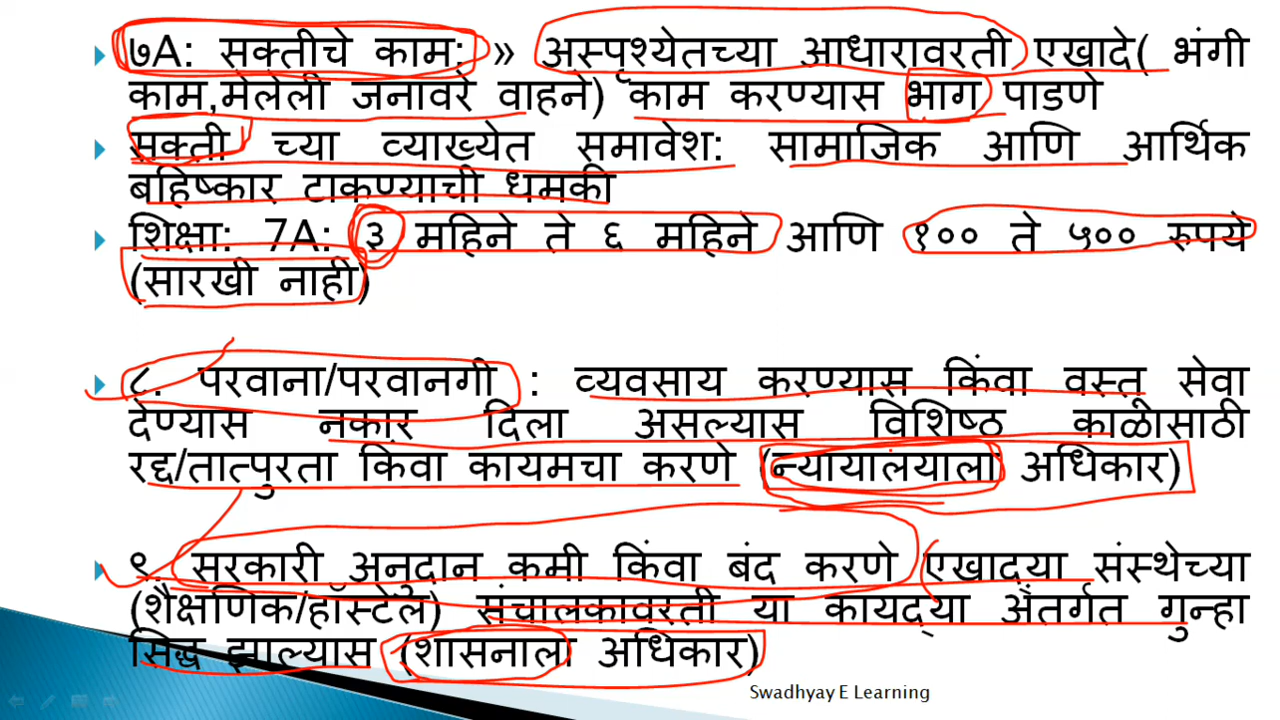 ७A: सक्तीचे काम: » अस्पृश्येतच्या आधारावरती एखादे( भंगी
काम,मेलेली जनावरे वाहने) काम करण्यास भाग पाडणे
सक्ती च्या व्याख्येत समावेश: सामाजिक आणि आर्थिक
बहिष्कार टाकण्याची धमकी
शिक्षा: 7A: ३ महिने ते ६ महिने आणि १०० ते ५०० रुपये
(सारखी नाही)
८. परवाना/परवानगी : व्यवसाय करण्यास किंवा वस्तू सेवा
देण्यास नकार दिला असल्यास विशिष्ठ काळासाठी
रद्द/तात्पुरता किवा कायमचा करणे (न्यायालयाला अधिकार)
९. सरकारी अनुदान कमी किंवा बंद करणे एखाद्या संस्थेच्या
(शैक्षणिक/हॉस्टेल) संचालकावरती या कायद्या अंतर्गत गुन्हा
सिद्ध झाल्यास (शासनाला अधिकार)
Swadhyay E Learning